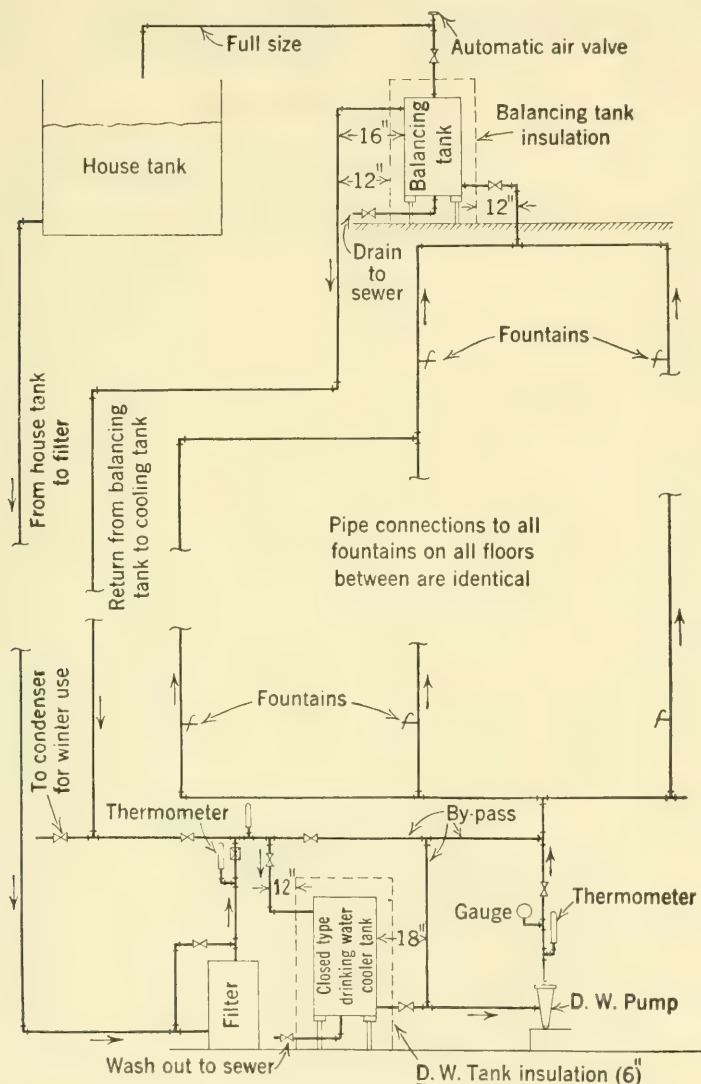 Full size
Automatic air valve
House tank
Balancing
tank
Balancing tank
insulation
16"
12"
12"
Drain
to
sewer
Fountains
From house tank
to filter
Return from balancing
tank to cooling tank
Pipe connections to all
fountains on all floors
between are identical
To condenser
for winter use
Fountains
Thermometer
By-pass
12"
Closed type
drinking water
cooler tank
18"
Gauge
Thermometer
Filter
D. W. Pump
Wash out to sewer
D. W. Tank insulation (6")